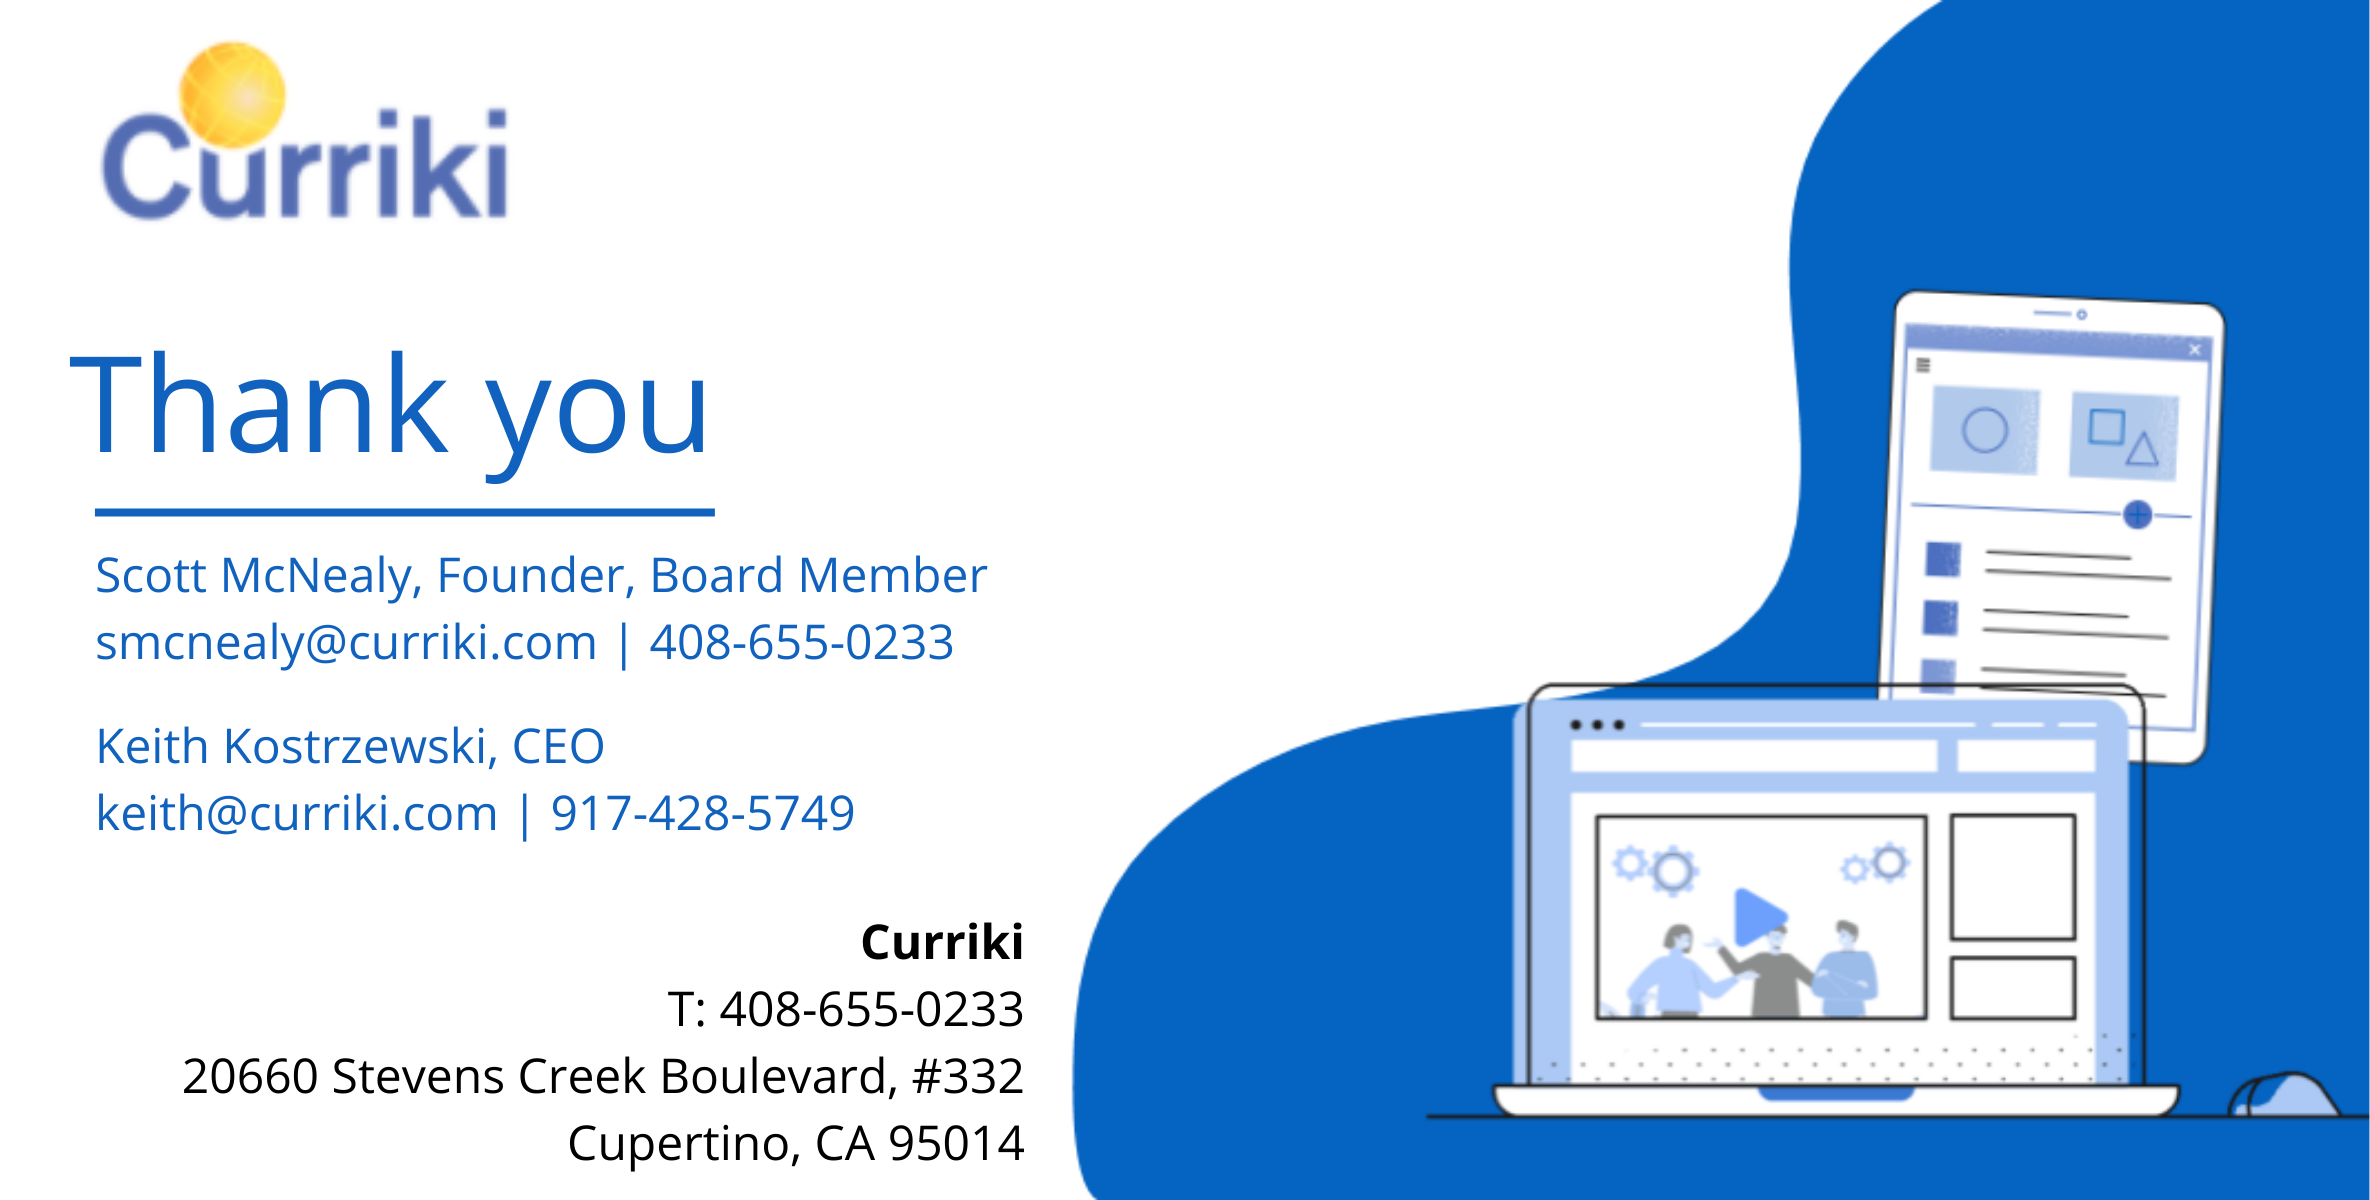 Curriki
Thank you
Scott McNealy, Founder, Board Member
smcnealy@curriki.com | 408-655-0233
Keith Kostrzewski, CEO
keith@curriki.com | 917-428-5749
Curriki
T: 408-655-0233
20660 Stevens Creek Boulevard, #332
Cupertino, CA 95014